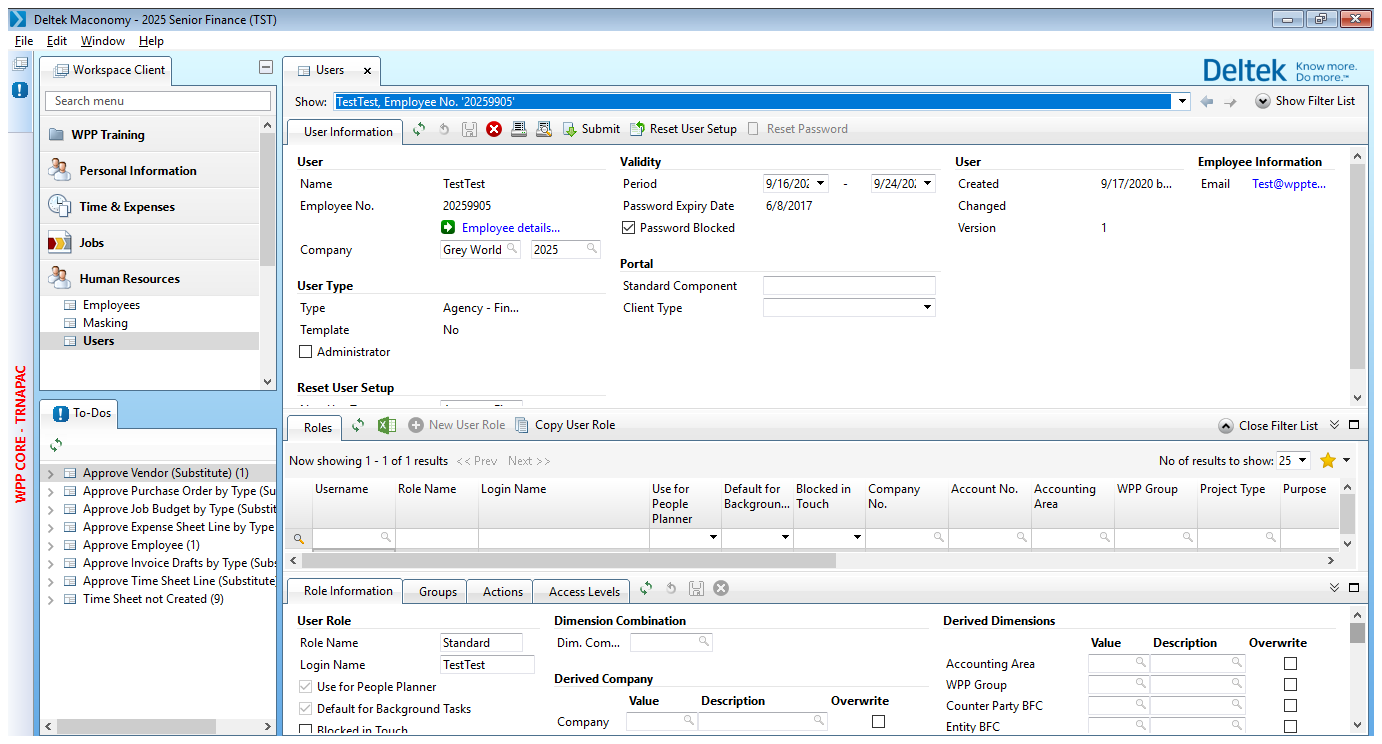 Deltek Maconomy - 2025 Senior Finance (TST)
File Edit Window Help
Workspace Client
Search menu
WPP Training
Personal Information
Time & Expenses
Jobs
Human Resources
Employees
Masking
Users
WPP CORE - TRNAPAC
To-Dos
Approve Vendor (Substitute) (1)
Approve Purchase Order by Type (Su
Approve Job Budget by Type (Substit
Approve Expense Sheet Line by Type
Approve Employee (1)
Approve Invoice Drafts by Type (Subs
Approve Time Sheet Line (Substitute
Time Sheet not Created (9)
Users
Deltek Know more. Do more.™
Show: TestTest, Employee No. '20259905' Show Filter List
User Information Submit Reset User Setup Reset Password
User Validity User Employee Information
Name TestTest Period 9/16/202 - 9/24/202 Created 9/17/2020 b... Email Test@wppte...
Employee No. 20259905 Password Expiry Date 6/8/2017 Changed
Employee details... Password Blocked Version 1
Company Grey World 2025
Portal
User Type Standard Component
Type Agency - Fin... Client Type
Template No
Administrator
Reset User Setup
Roles New User Role Copy User Role Close Filter List
Now showing 1 - 1 of 1 results << Prev Next >> No of results to show: 25
Username Role Name Login Name Use for People Planner Default for Backgroun... Blocked in Touch Company No. Account No. Accounting Area WPP Group Project Type Purpose
Role Information Groups Actions Access Levels
User Role Dimension Combination Derived Dimensions
Role Name Standard Dim. Com... Value Description Overwrite
Login Name TestTest Accounting Area
Use for People Planner Derived Company WPP Group
Default for Background Tasks Value Description Overwrite Counter Party BFC
Blocked in Touch Company Entity BFC